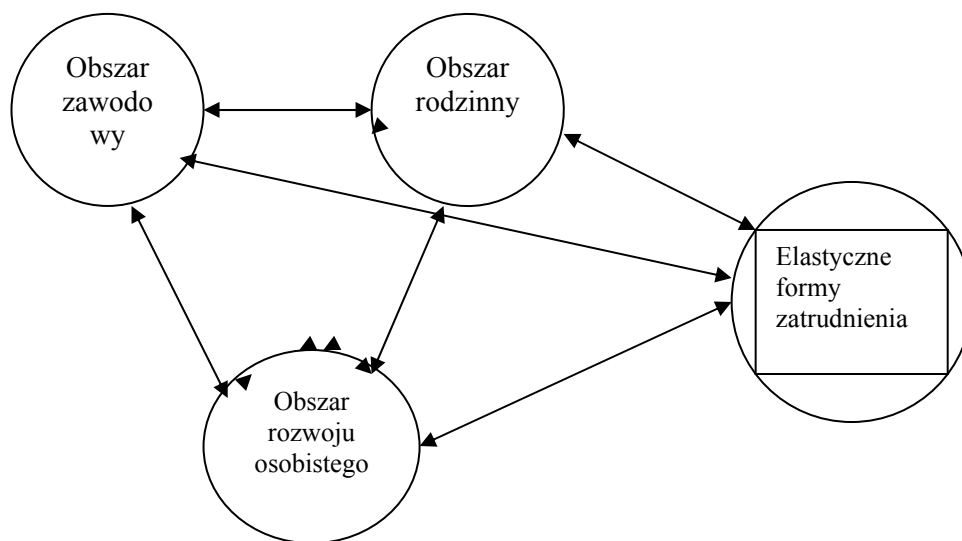 Obszar
zawodo
wy
Obszar
rodzinny
Elastyczne
formy
zatrudnienia
Obszar
rozwoju
osobistego